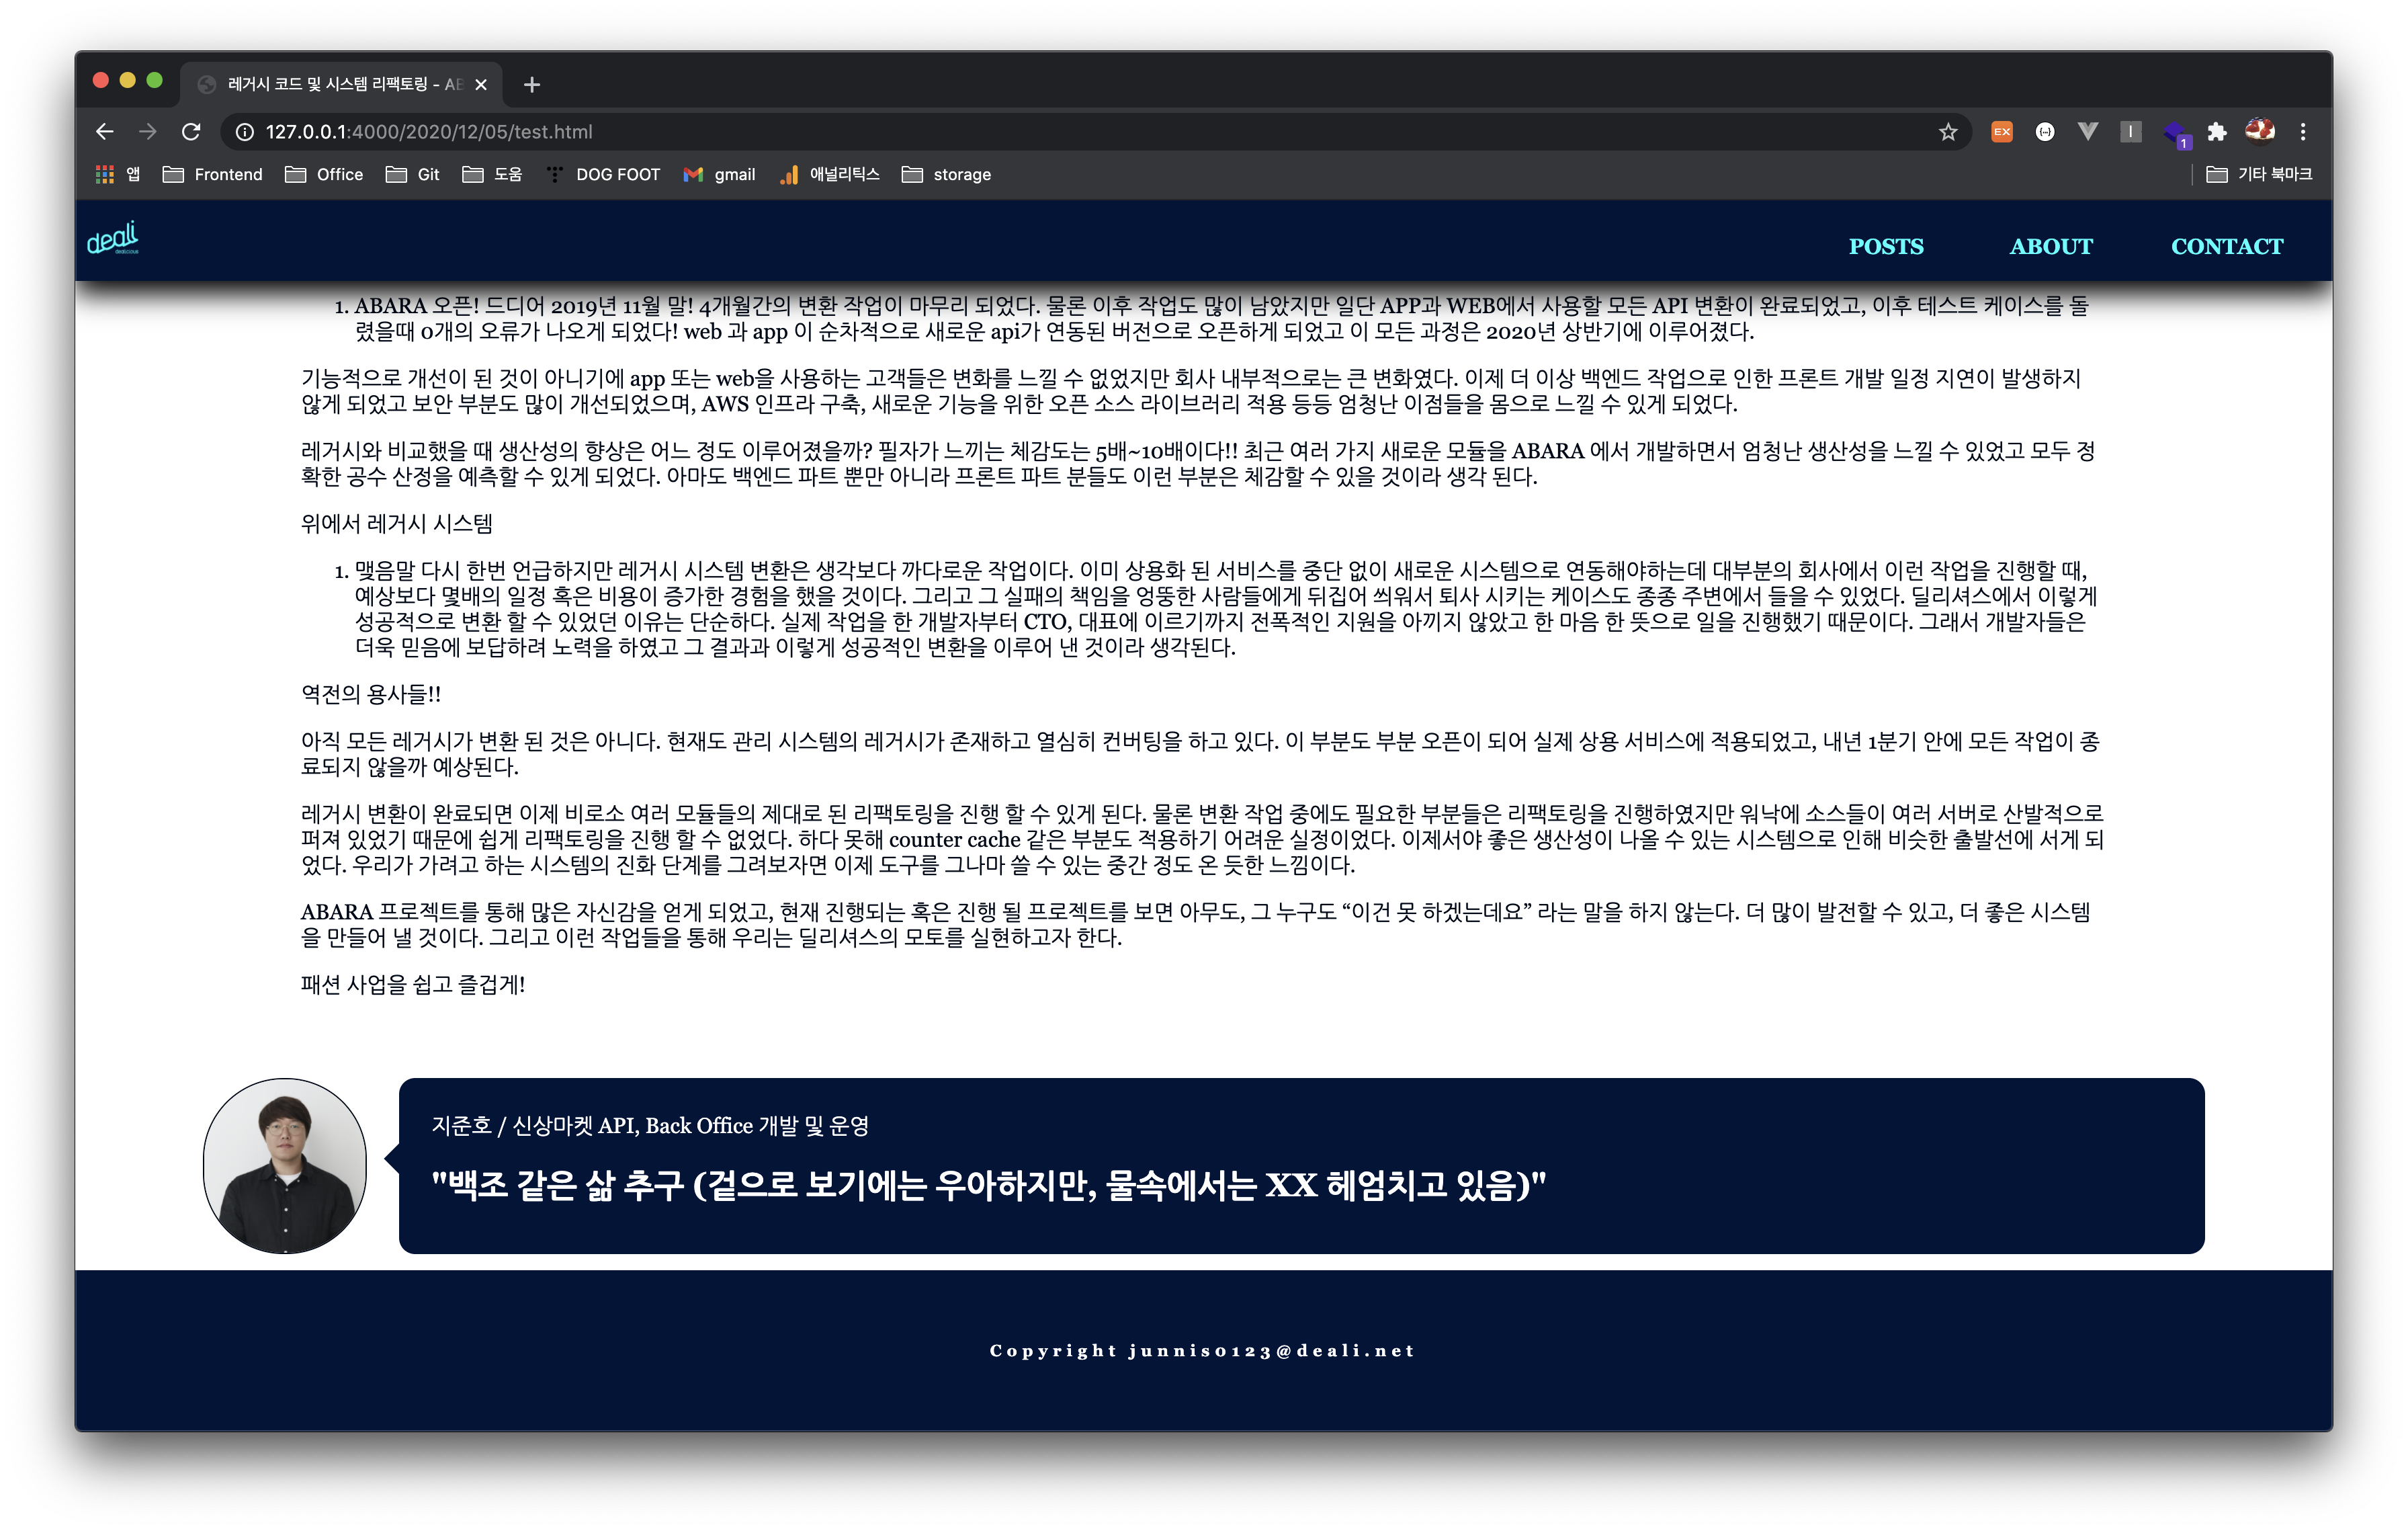 레거시 코드 및 시스템 리팩토링 - AB
127.0.0.1:4000/2020/12/05/test.html
EX
1
앱 Frontend Office Git 도움 DOG FOOT gmail 애널리틱스 storage 기타 북마크
deali
dealicious
POSTS ABOUT CONTACT
1. ABARA 오픈! 드디어 2019년 11월 말! 4개월간의 변환 작업이 마무리 되었다. 물론 이후 작업도 많이 남았지만 일단 APP과 WEB에서 사용할 모든 API 변환이 완료되었고, 이후 테스트 케이스를 돌
렸을때 0개의 오류가 나오게 되었다! web 과 app 이 순차적으로 새로운 api가 연동된 버전으로 오픈하게 되었고 이 모든 과정은 2020년 상반기에 이루어졌다.
기능적으로 개선이 된 것이 아니기에 app 또는 web을 사용하는 고객들은 변화를 느낄 수 없었지만 회사 내부적으로는 큰 변화였다. 이제 더 이상 백엔드 작업으로 인한 프론트 개발 일정 지연이 발생하지
않게 되었고 보안 부분도 많이 개선되었으며, AWS 인프라 구축, 새로운 기능을 위한 오픈 소스 라이브러리 적용 등등 엄청난 이점들을 몸으로 느낄 수 있게 되었다.
레거시와 비교했을 때 생산성의 향상은 어느 정도 이루어졌을까? 필자가 느끼는 체감도는 5배~10배이다!! 최근 여러 가지 새로운 모듈을 ABARA 에서 개발하면서 엄청난 생산성을 느낄 수 있었고 모두 정
확한 공수 산정을 예측할 수 있게 되었다. 아마도 백엔드 파트 뿐만 아니라 프론트 파트 분들도 이런 부분은 체감할 수 있을 것이라 생각 된다.
위에서 레거시 시스템
1. 맺음말 다시 한번 언급하지만 레거시 시스템 변환은 생각보다 까다로운 작업이다. 이미 상용화 된 서비스를 중단 없이 새로운 시스템으로 연동해야하는데 대부분의 회사에서 이런 작업을 진행할 때,
예상보다 몇배의 일정 혹은 비용이 증가한 경험을 했을 것이다. 그리고 그 실패의 책임을 엉뚱한 사람들에게 뒤집어 씌워서 퇴사 시키는 케이스도 종종 주변에서 들을 수 있었다. 딜리셔스에서 이렇게
성공적으로 변환 할 수 있었던 이유는 단순하다. 실제 작업을 한 개발자부터 CTO, 대표에 이르기까지 전폭적인 지원을 아끼지 않았고 한 마음 한 뜻으로 일을 진행했기 때문이다. 그래서 개발자들은
더욱 믿음에 보답하려 노력을 하였고 그 결과과 이렇게 성공적인 변환을 이루어 낸 것이라 생각된다.
역전의 용사들!!
아직 모든 레거시가 변환 된 것은 아니다. 현재도 관리 시스템의 레거시가 존재하고 열심히 컨버팅을 하고 있다. 이 부분도 부분 오픈이 되어 실제 상용 서비스에 적용되었고, 내년 1분기 안에 모든 작업이 종
료되지 않을까 예상된다.
레거시 변환이 완료되면 이제 비로소 여러 모듈들의 제대로 된 리팩토링을 진행 할 수 있게 된다. 물론 변환 작업 중에도 필요한 부분들은 리팩토링을 진행하였지만 워낙에 소스들이 여러 서버로 산발적으로
퍼져 있었기 때문에 쉽게 리팩토링을 진행 할 수 없었다. 하다 못해 counter cache 같은 부분도 적용하기 어려운 실정이었다. 이제서야 좋은 생산성이 나올 수 있는 시스템으로 인해 비슷한 출발선에 서게 되
었다. 우리가 가려고 하는 시스템의 진화 단계를 그려보자면 이제 도구를 그나마 쓸 수 있는 중간 정도 온 듯한 느낌이다.
ABARA 프로젝트를 통해 많은 자신감을 얻게 되었고, 현재 진행되는 혹은 진행 될 프로젝트를 보면 아무도, 그 누구도 “이건 못 하겠는데요” 라는 말을 하지 않는다. 더 많이 발전할 수 있고, 더 좋은 시스템
을 만들어 낼 것이다. 그리고 이런 작업들을 통해 우리는 딜리셔스의 모토를 실현하고자 한다.
패션 사업을 쉽고 즐겁게!
지준호 / 신상마켓 API, Back Office 개발 및 운영
"백조 같은 삶 추구 (겉으로 보기에는 우아하지만, 물속에서는 XX 헤엄치고 있음)"
Copyright junnis0123@deali.net